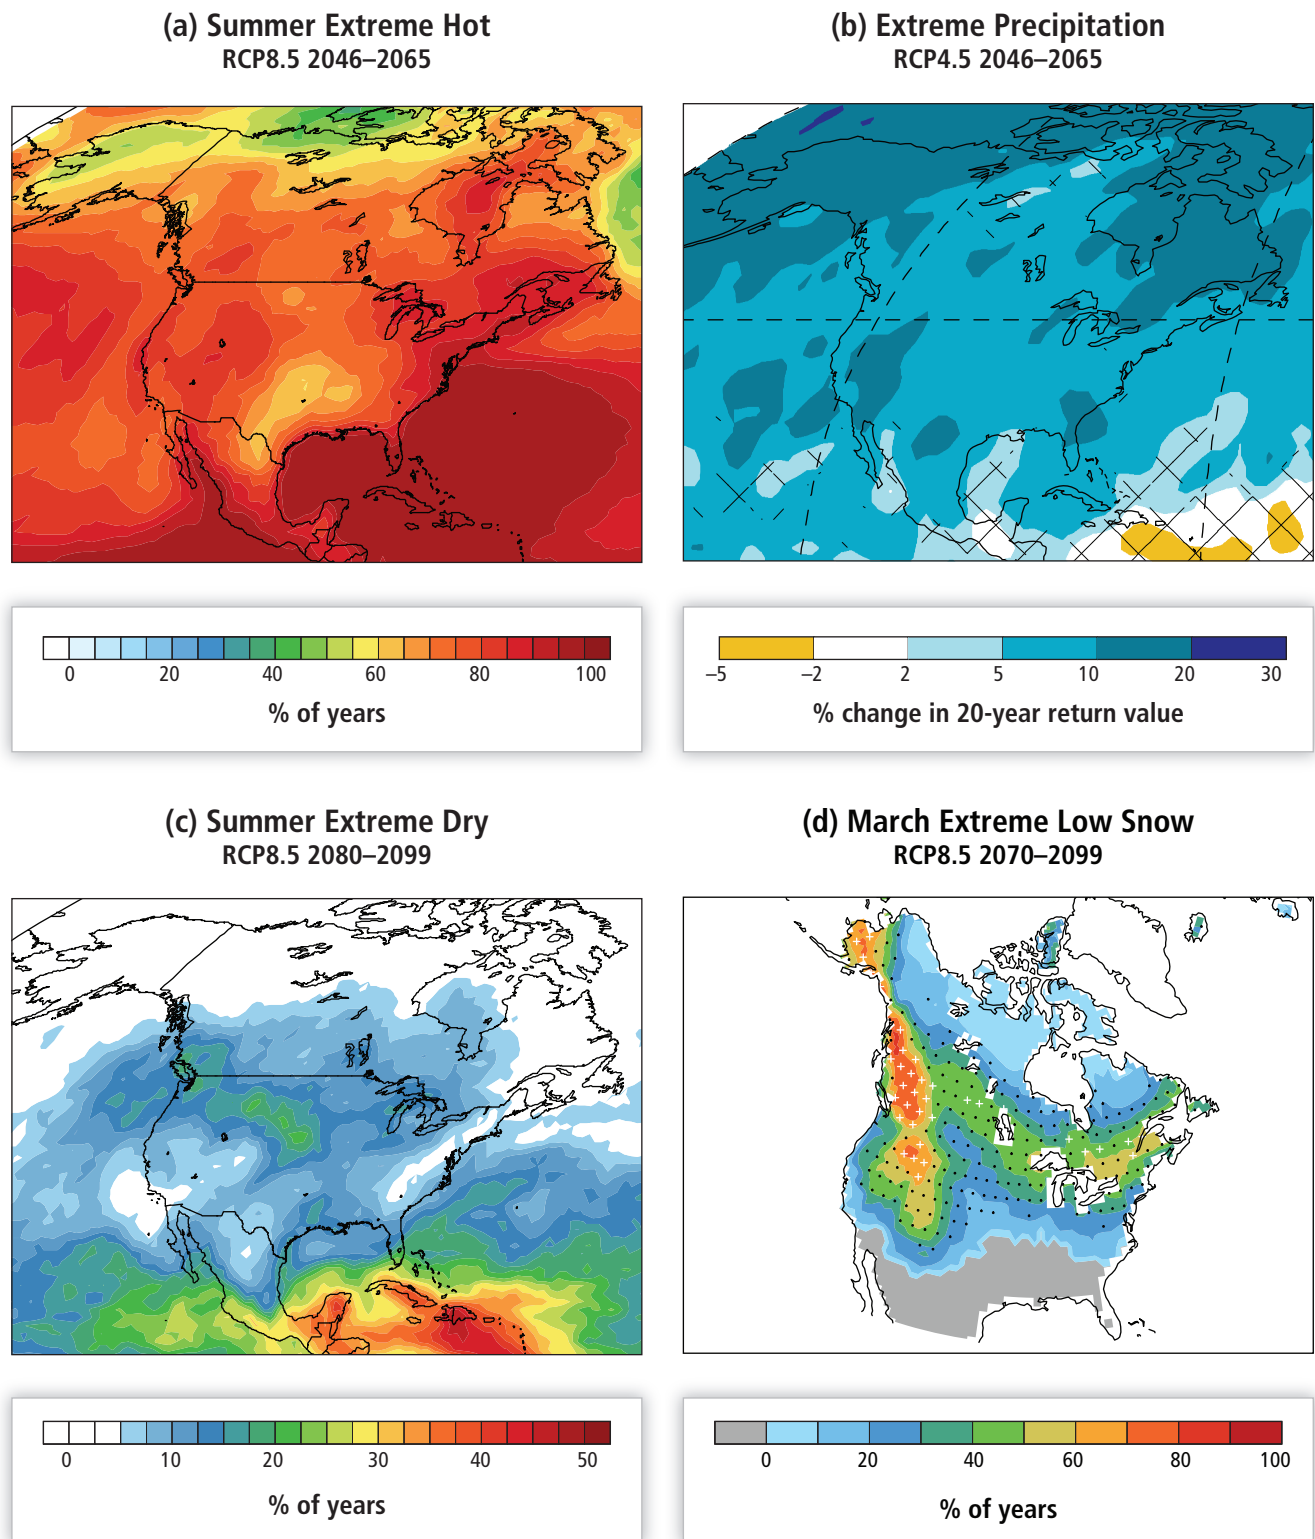 (a) Summer Extreme Hot
RCP8.5 2046–2065
(b) Extreme Precipitation
RCP4.5 2046–2065
0 20 40 60 80 100
% of years
–5 –2 2 5 10 20 30
% change in 20-year return value
(c) Summer Extreme Dry
RCP8.5 2080–2099
(d) March Extreme Low Snow
RCP8.5 2070–2099
0 10 20 30 40 50
% of years
0 20 40 60 80 100
% of years